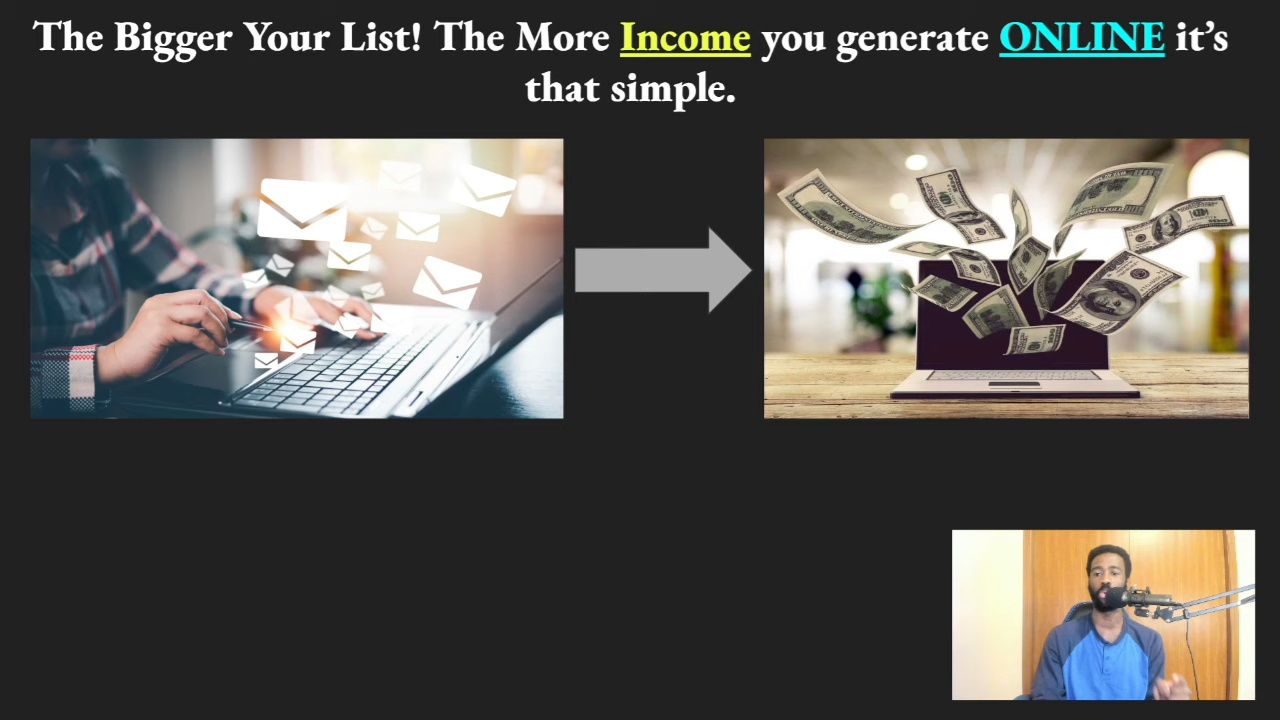 The Bigger Your List! The More Income you generate ONLINE it’s
that simple.